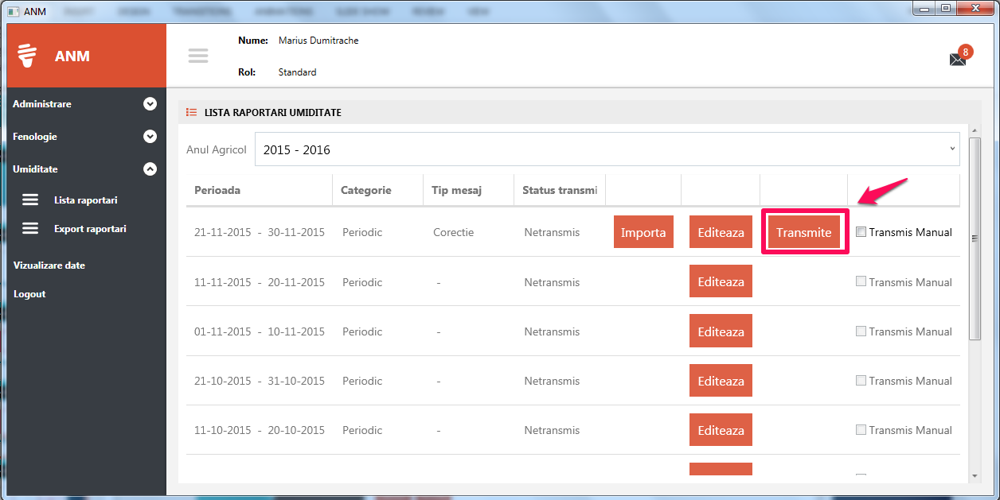 ANM
ANM
Nume: Marius Dumitrache
Rol: Standard
8
Administrare
Fenologie
Umiditate
Lista raportari
Export raportari
Vizualizare date
Logout
LISTA RAPORTARI UMIDITATE
Anul Agricol 2015 - 2016
Perioada Categorie Tip mesaj Status transmi
21-11-2015 - 30-11-2015 Periodic Corectie Netransmis Importa Editeaza Transmite Transmis Manual
11-11-2015 - 20-11-2015 Periodic - Netransmis Editeaza Transmis Manual
01-11-2015 - 10-11-2015 Periodic - Netransmis Editeaza Transmis Manual
21-10-2015 - 31-10-2015 Periodic - Netransmis Editeaza Transmis Manual
11-10-2015 - 20-10-2015 Periodic - Netransmis Editeaza Transmis Manual